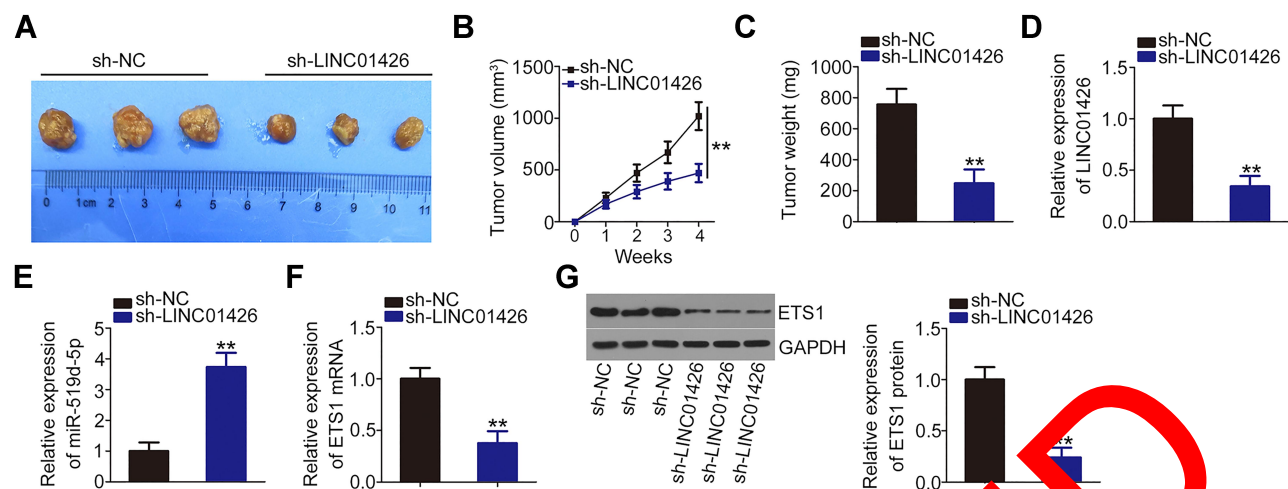 A
sh-NC
sh-LINC01426
0 1cm 2 3 4 5 6 7 8 9 10 11
B
Tumor volume (mm³)
1500
1000
500
0
sh-NC
sh-LINC01426
**
0 1 2 3 4
Weeks
C
sh-NC
sh-LINC01426
Tumor weight (mg)
1000
800
600
400
200
0
**
D
sh-NC
sh-LINC01426
Relative expression
of LINC01426
1.5
1.0
0.5
0.0
**
E
sh-NC
sh-LINC01426
Relative expression
of miR-519d-5p
5
4
3
2
1
0
**
F
sh-NC
sh-LINC01426
Relative expression
of ETS1 mRNA
1.5
1.0
0.5
0.0
**
G
ETS1
GAPDH
sh-NC
sh-NC
sh-NC
sh-LINC01426
sh-LINC01426
sh-LINC01426
sh-NC
sh-LINC01426
Relative expression
of ETS1 protein
1.5
1.0
0.5
0.0
**